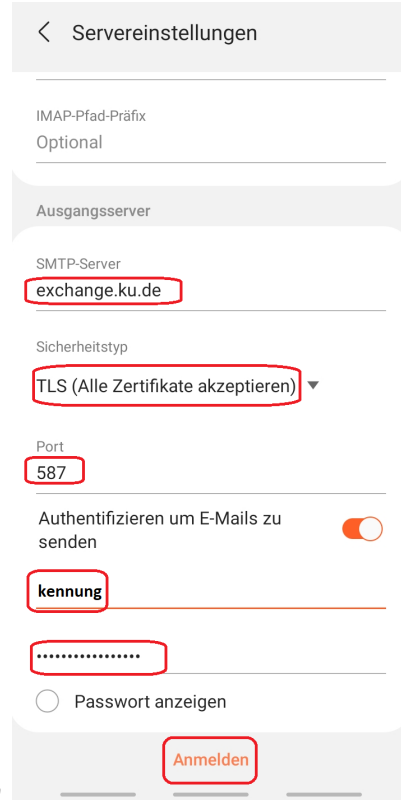 Servereinstellungen
IMAP-Pfad-Präfix
Optional
Ausgangsserver
SMTP-Server
exchange.ku.de
Sicherheitstyp
TLS (Alle Zertifikate akzeptieren)
Port
587
Authentifizieren um E-Mails zu
senden
kennung
•••••••••••••••••
Passwort anzeigen
Anmelden